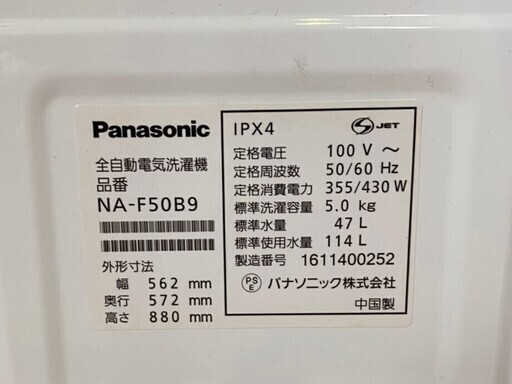 Panasonic
全自動電気洗濯機
品番
NA-F50B9
外形寸法
幅 562 mm
奥行 572 mm
高さ 880 mm
IPX4
S JET
定格電圧 100 V ～
定格周波数 50/60 Hz
定格消費電力 355/430 W
標準洗濯容量 5.0 kg
標準水量 47 L
標準使用水量 114 L
製造番号 1611400252
PS E パナソニック株式会社
中国製